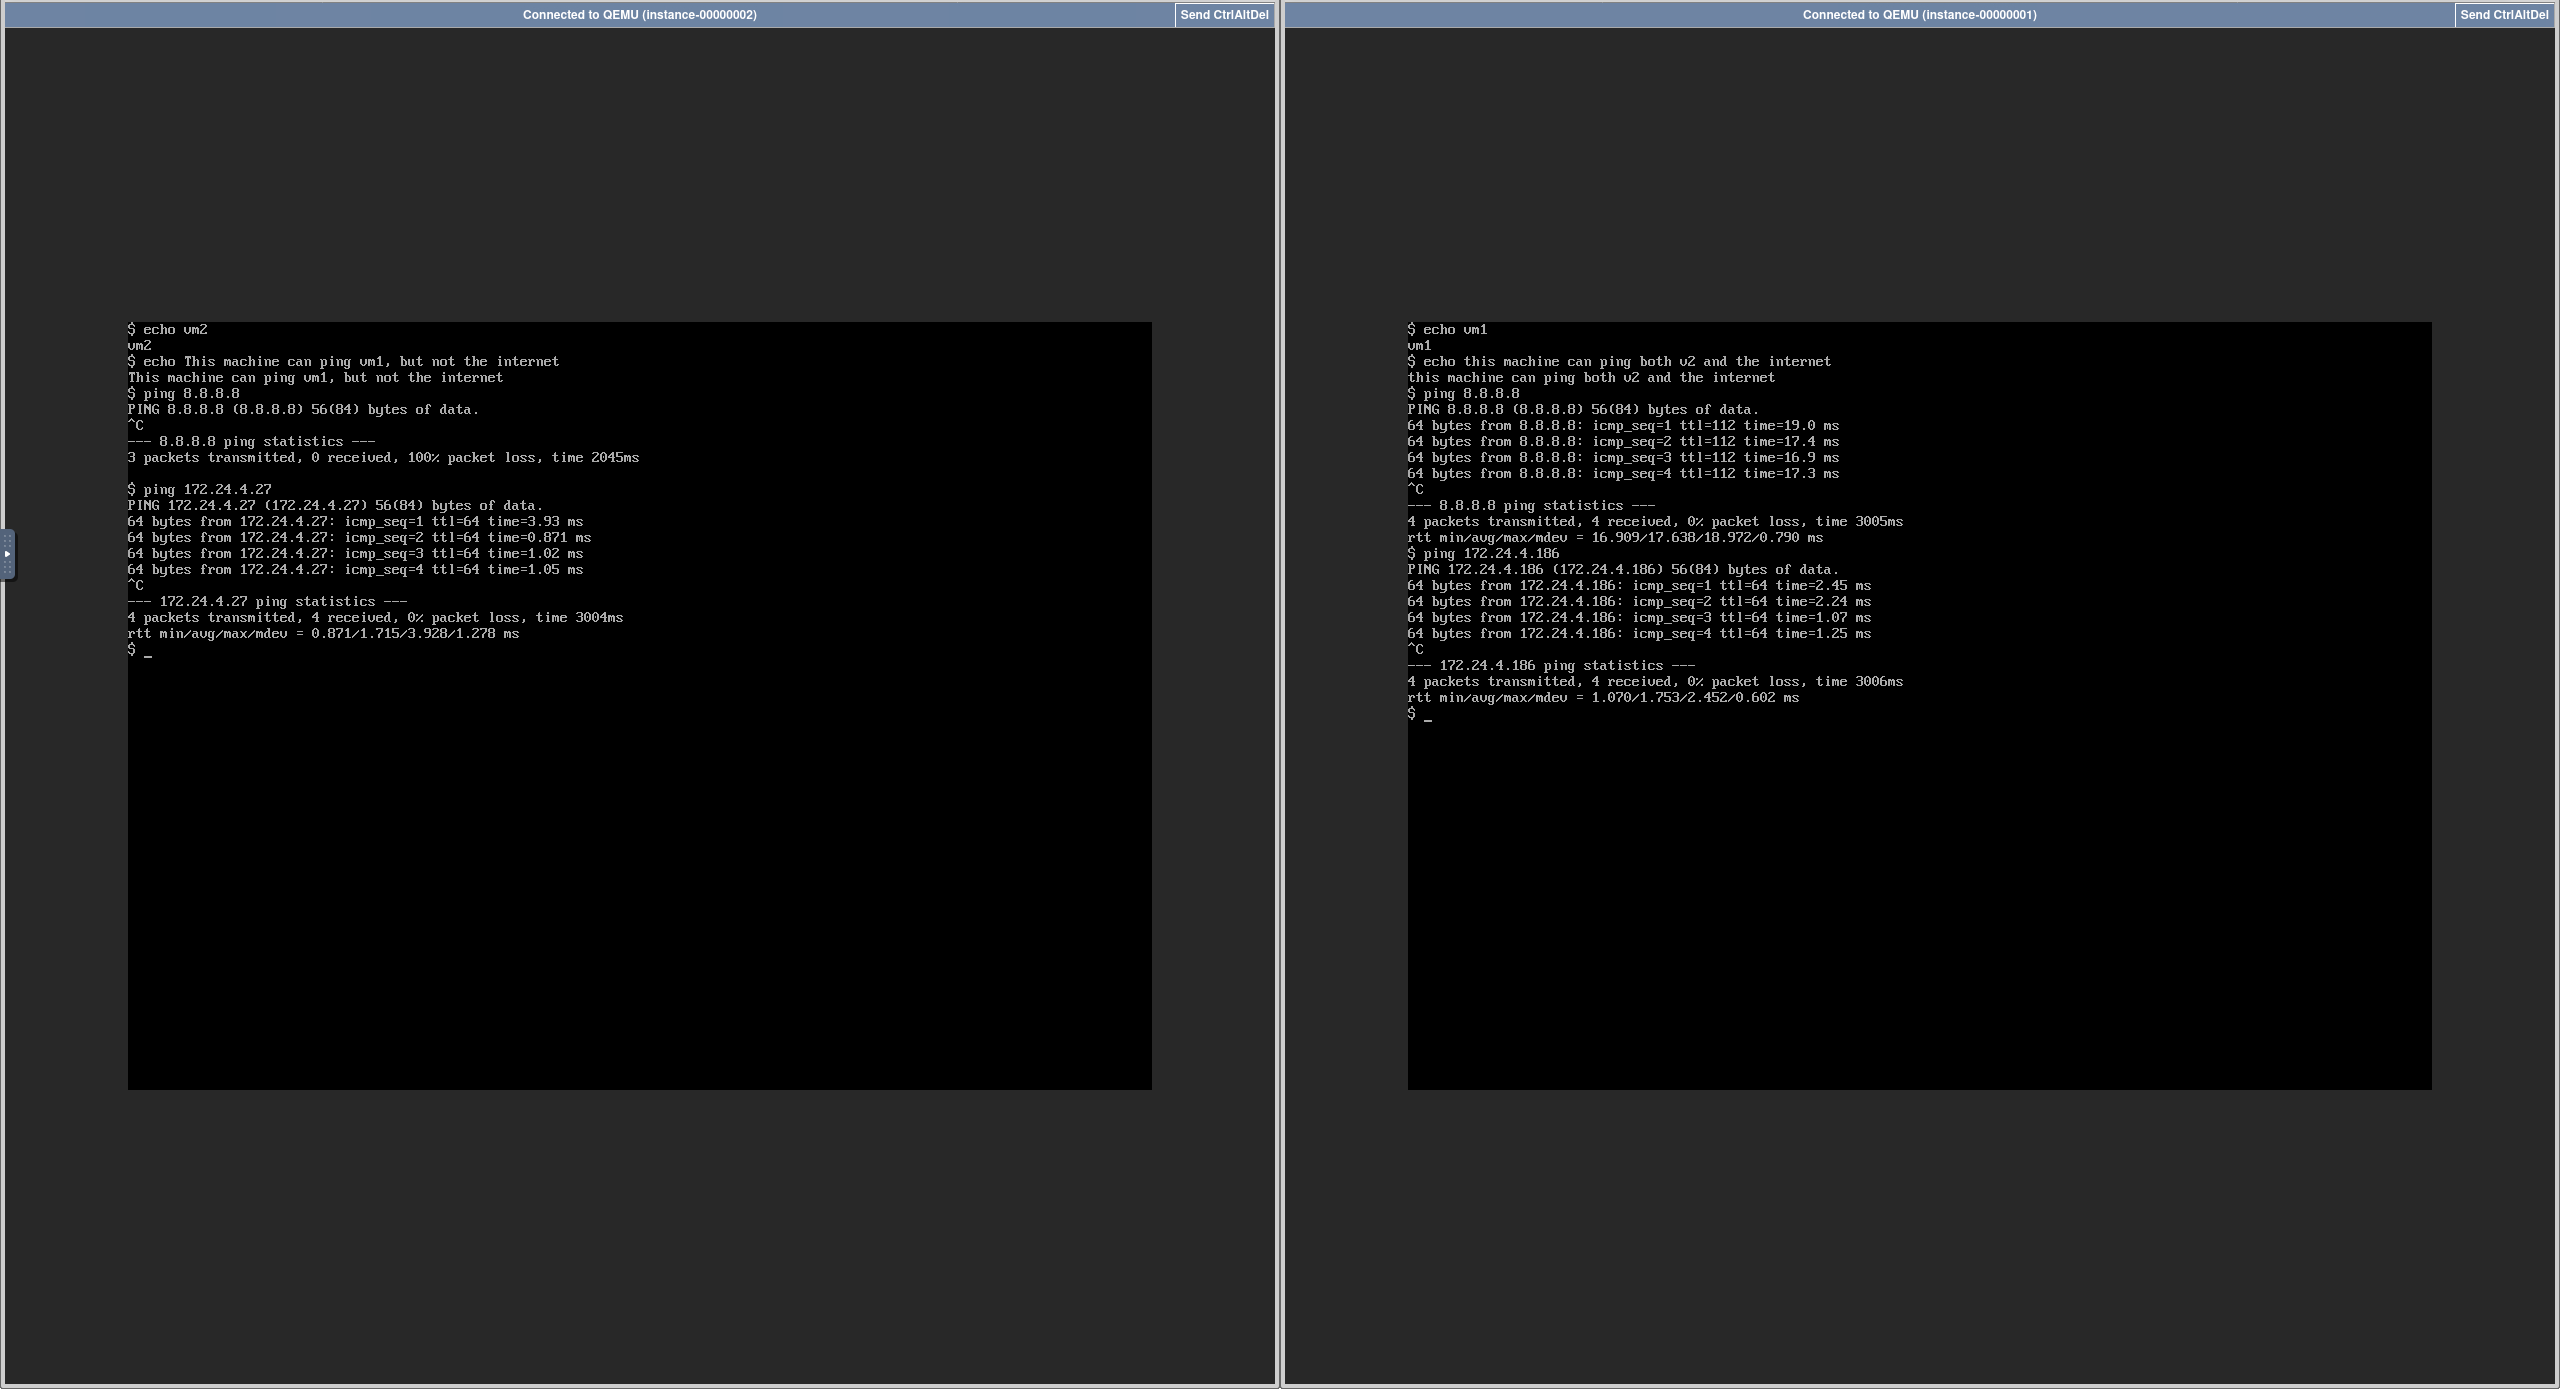 Connected to QEMU (instance-00000002)
Send CtrlAltDel
$ echo vm2
vm2
$ echo This machine can ping vm1, but not the internet
This machine can ping vm1, but not the internet
$ ping 8.8.8.8
PING 8.8.8.8 (8.8.8.8) 56(84) bytes of data.
^C
--- 8.8.8.8 ping statistics ---
3 packets transmitted, 0 received, 100% packet loss, time 2045ms
$ ping 172.24.4.27
PING 172.24.4.27 (172.24.4.27) 56(84) bytes of data.
64 bytes from 172.24.4.27: icmp_seq=1 ttl=64 time=3.93 ms
64 bytes from 172.24.4.27: icmp_seq=2 ttl=64 time=0.871 ms
64 bytes from 172.24.4.27: icmp_seq=3 ttl=64 time=1.02 ms
64 bytes from 172.24.4.27: icmp_seq=4 ttl=64 time=1.05 ms
^C
--- 172.24.4.27 ping statistics ---
4 packets transmitted, 4 received, 0% packet loss, time 3004ms
rtt min/avg/max/mdev = 0.871/1.715/3.928/1.278 ms
$ _
Connected to QEMU (instance-00000001)
Send CtrlAltDel
$ echo vm1
vm1
$ echo this machine can ping both v2 and the internet
this machine can ping both v2 and the internet
$ ping 8.8.8.8
PING 8.8.8.8 (8.8.8.8) 56(84) bytes of data.
64 bytes from 8.8.8.8: icmp_seq=1 ttl=112 time=19.0 ms
64 bytes from 8.8.8.8: icmp_seq=2 ttl=112 time=17.4 ms
64 bytes from 8.8.8.8: icmp_seq=3 ttl=112 time=16.9 ms
64 bytes from 8.8.8.8: icmp_seq=4 ttl=112 time=17.3 ms
^C
--- 8.8.8.8 ping statistics ---
4 packets transmitted, 4 received, 0% packet loss, time 3005ms
rtt min/avg/max/mdev = 16.909/17.638/18.972/0.790 ms
$ ping 172.24.4.186
PING 172.24.4.186 (172.24.4.186) 56(84) bytes of data.
64 bytes from 172.24.4.186: icmp_seq=1 ttl=64 time=2.45 ms
64 bytes from 172.24.4.186: icmp_seq=2 ttl=64 time=2.24 ms
64 bytes from 172.24.4.186: icmp_seq=3 ttl=64 time=1.07 ms
64 bytes from 172.24.4.186: icmp_seq=4 ttl=64 time=1.25 ms
^C
--- 172.24.4.186 ping statistics ---
4 packets transmitted, 4 received, 0% packet loss, time 3006ms
rtt min/avg/max/mdev = 1.070/1.753/2.452/0.602 ms
$ _